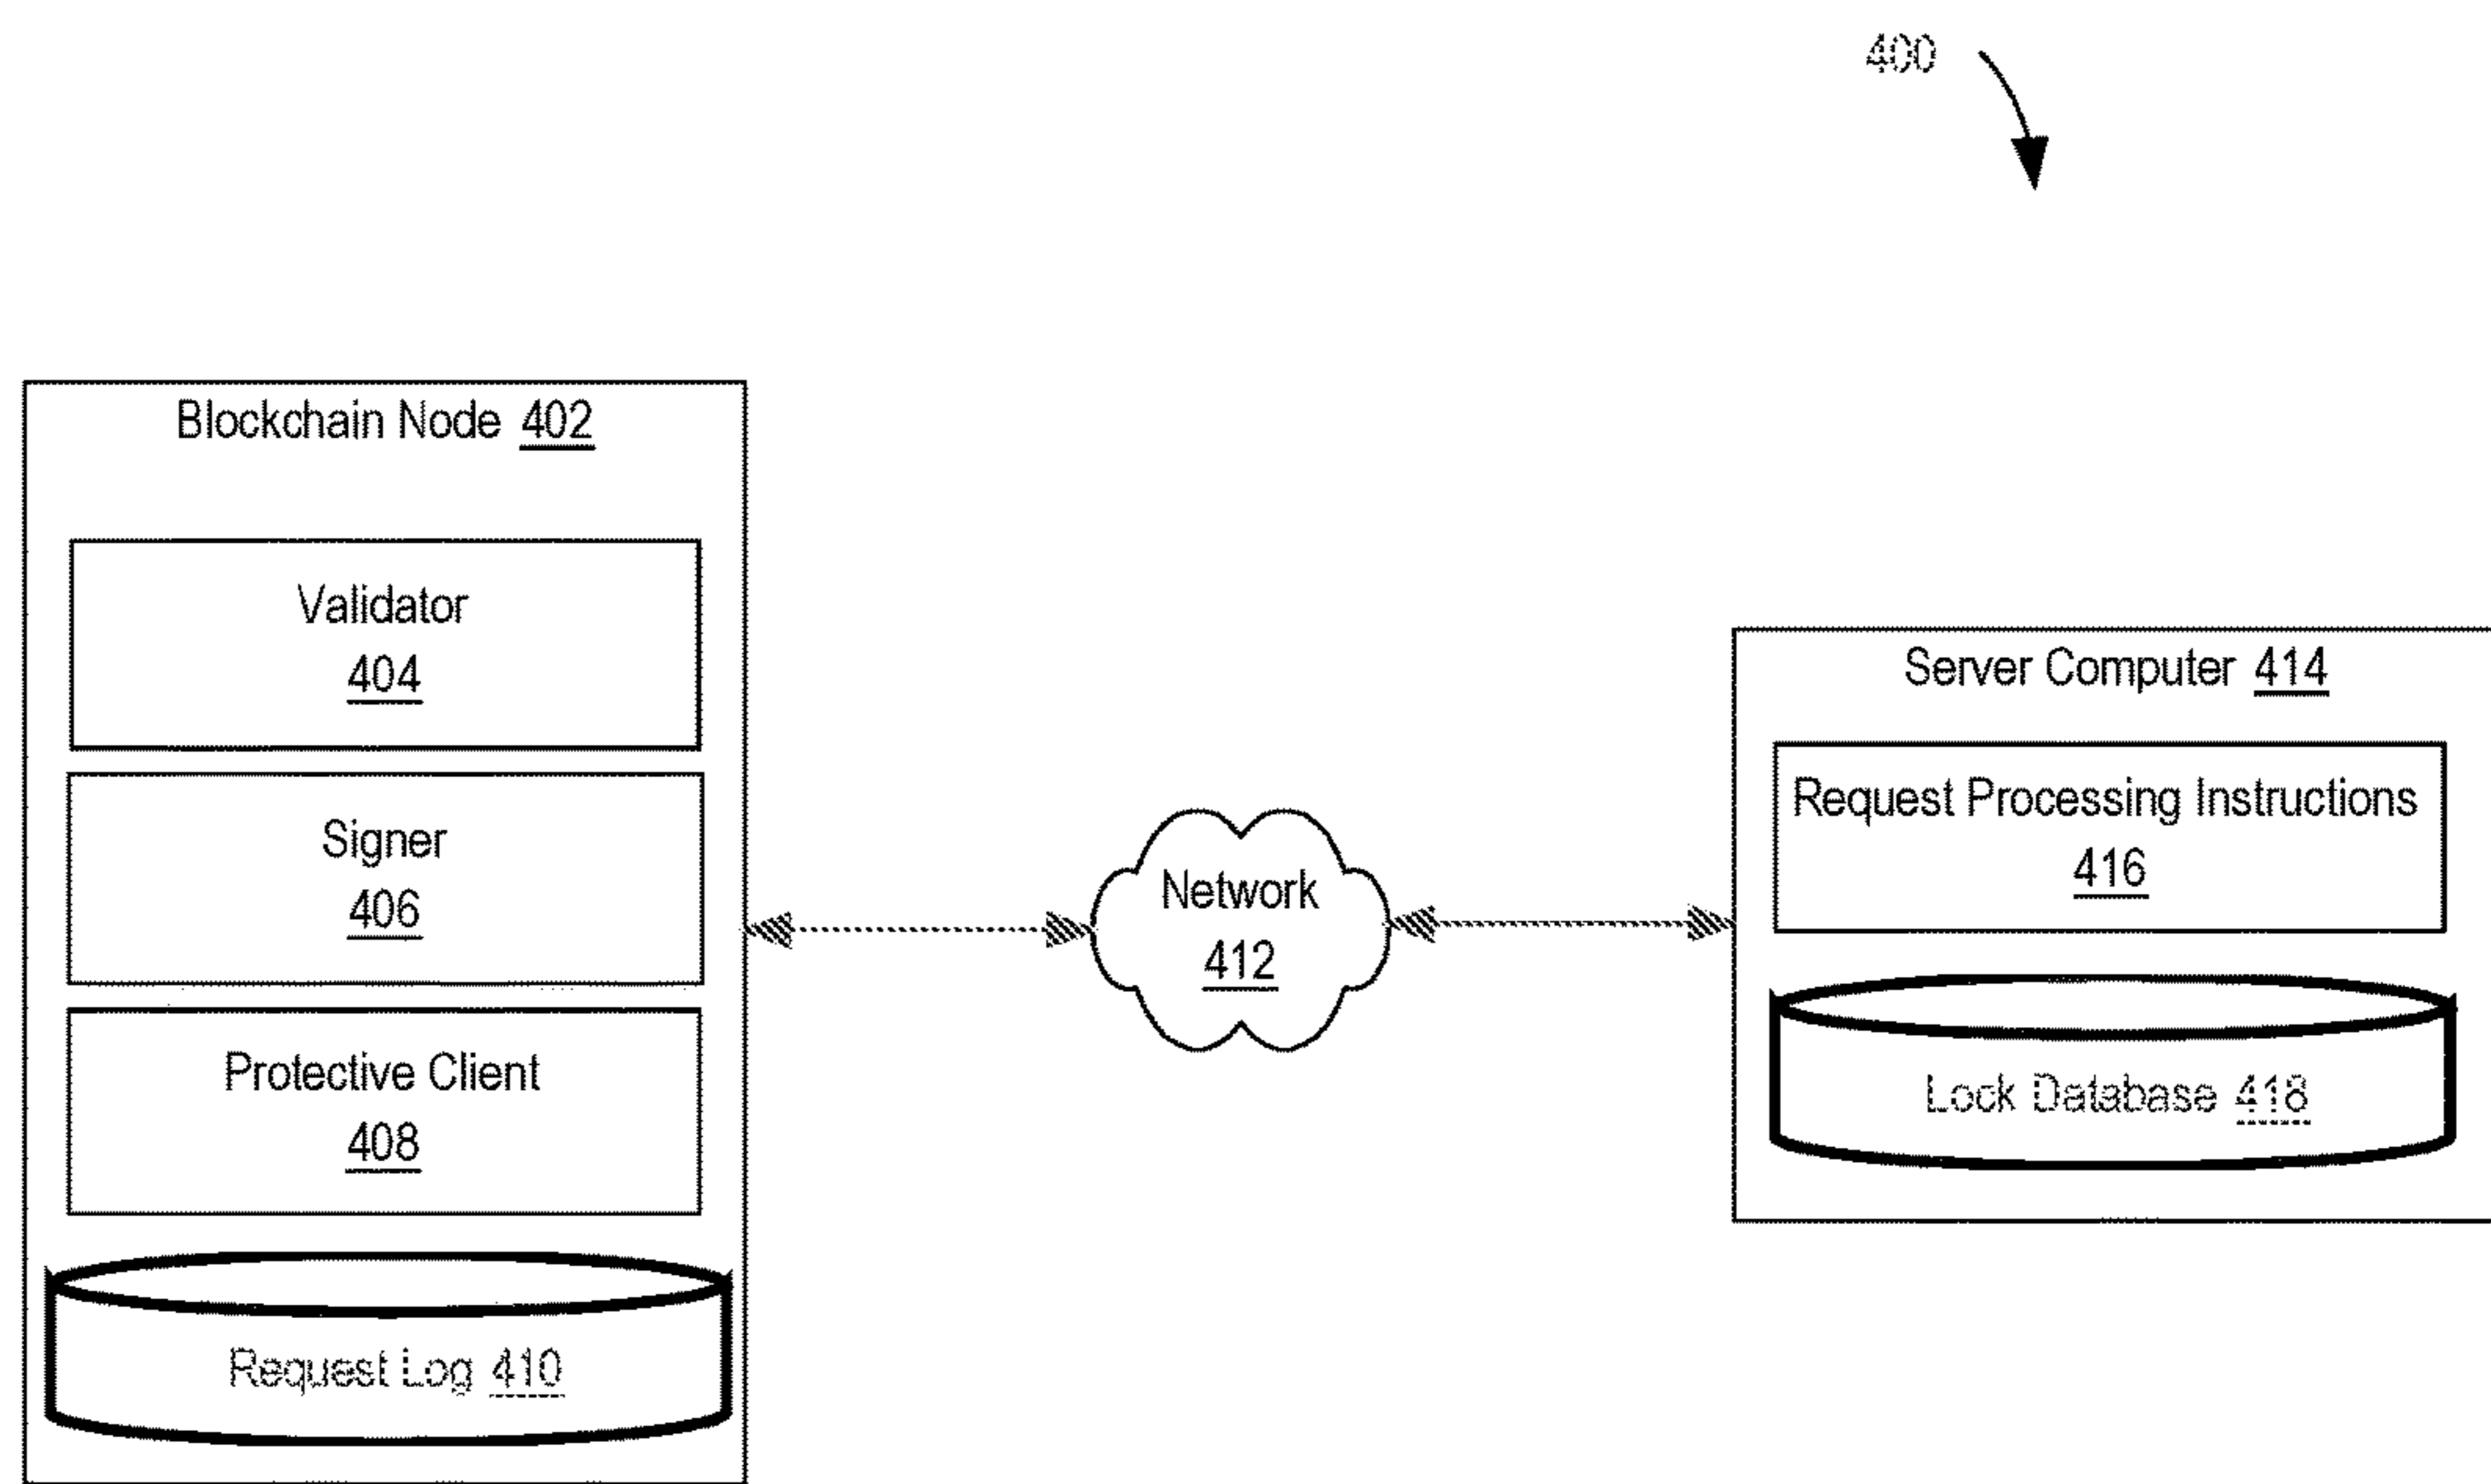 400
Blockchain Node 402
Validator
404
Signer
406
Protective Client
408
Request Log 410
Network
412
Server Computer 414
Request Processing Instructions
416
Lock Database 418